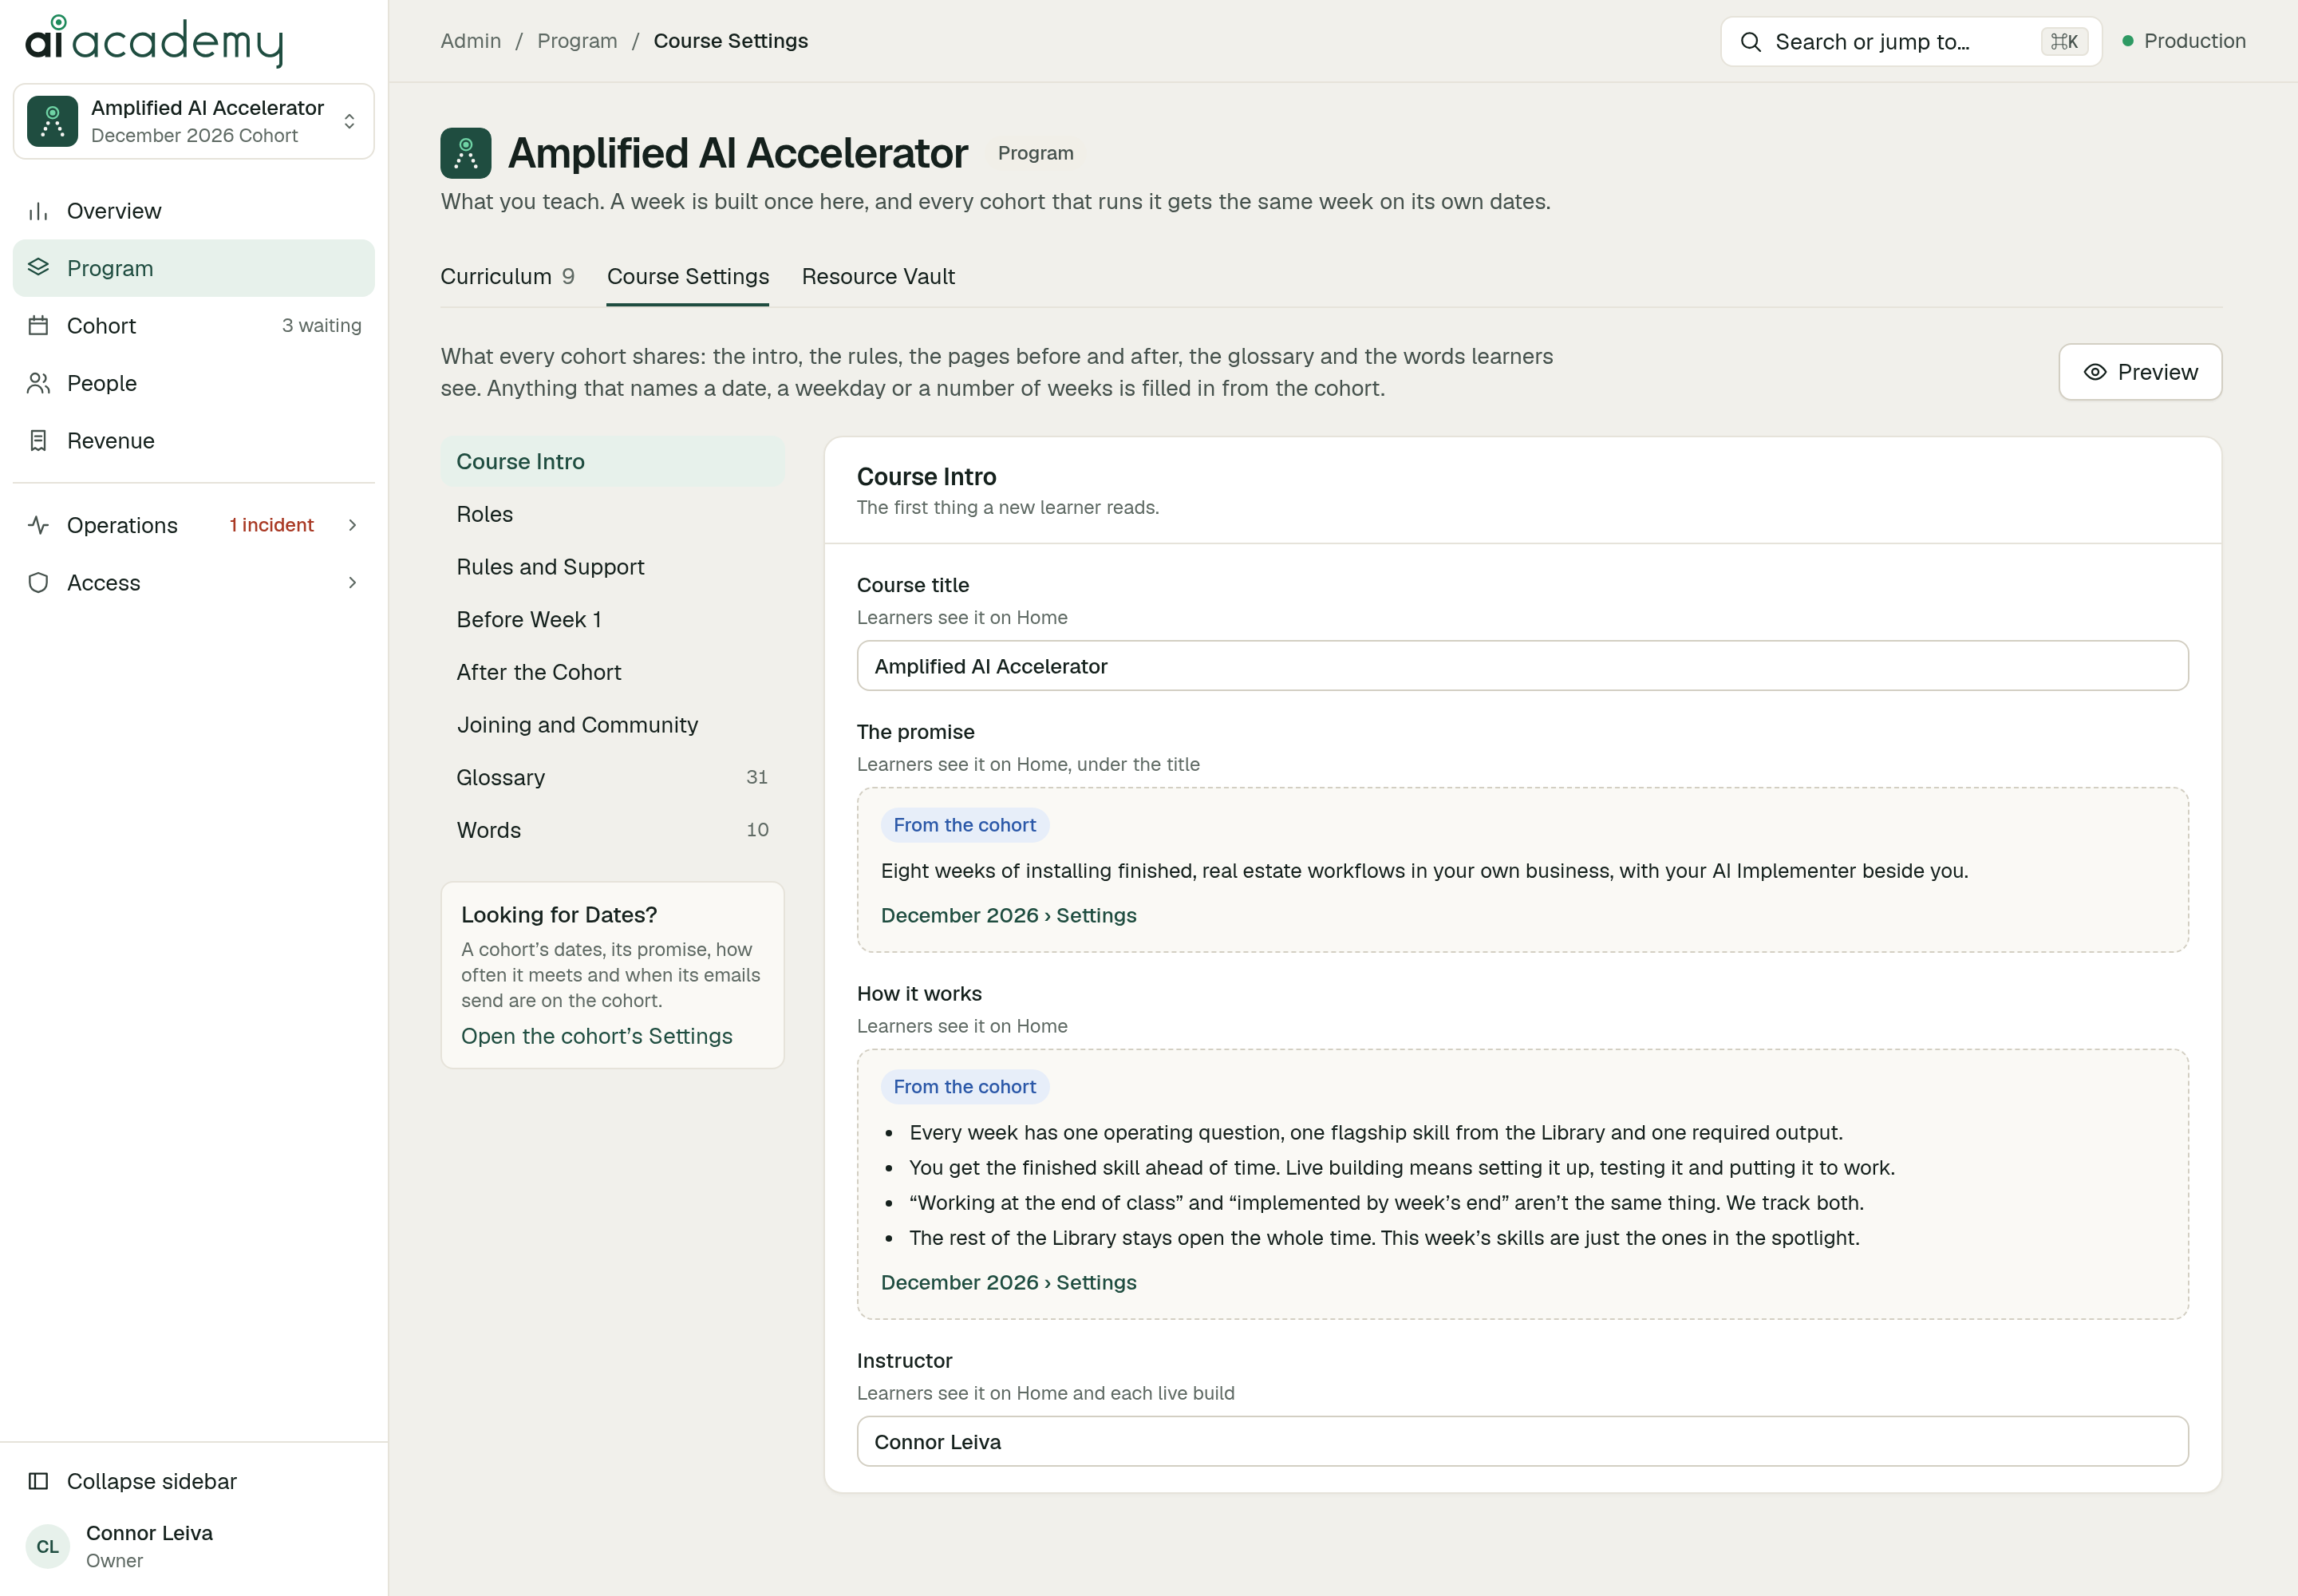 ai academy
Amplified AI Accelerator
December 2026 Cohort
Overview
Program
Cohort 3 waiting
People
Revenue
Operations 1 incident
Access
Collapse sidebar
CL
Connor Leiva
Owner
Admin / Program / Course Settings
Search or jump to… ⌘K
Production
Amplified AI Accelerator Program
What you teach. A week is built once here, and every cohort that runs it gets the same week on its own dates.
Curriculum 9 Course Settings Resource Vault
What every cohort shares: the intro, the rules, the pages before and after, the glossary and the words learners
see. Anything that names a date, a weekday or a number of weeks is filled in from the cohort.
Preview
Course Intro
Roles
Rules and Support
Before Week 1
After the Cohort
Joining and Community
Glossary 31
Words 10
Looking for Dates?
A cohort’s dates, its promise, how
often it meets and when its emails
send are on the cohort.
Open the cohort’s Settings
Course Intro
The first thing a new learner reads.
Course title
Learners see it on Home
Amplified AI Accelerator
The promise
Learners see it on Home, under the title
From the cohort
Eight weeks of installing finished, real estate workflows in your own business, with your AI Implementer beside you.
December 2026 › Settings
How it works
Learners see it on Home
From the cohort
• Every week has one operating question, one flagship skill from the Library and one required output.
• You get the finished skill ahead of time. Live building means setting it up, testing it and putting it to work.
• “Working at the end of class” and “implemented by week’s end” aren’t the same thing. We track both.
• The rest of the Library stays open the whole time. This week’s skills are just the ones in the spotlight.
December 2026 › Settings
Instructor
Learners see it on Home and each live build
Connor Leiva